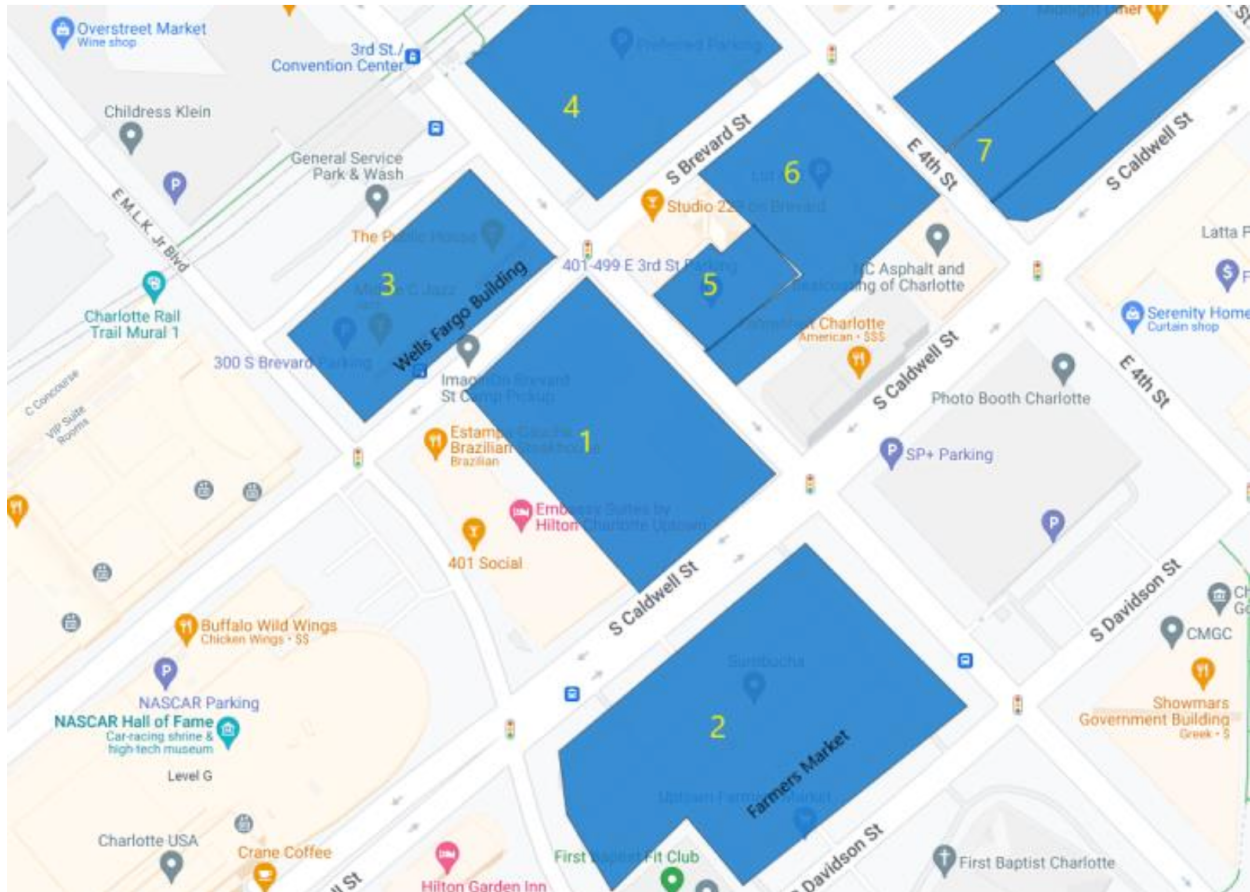 Overstreet Market
Wine shop
3rd St./
Convention Center
Preferred Parking
Midnight Diner
4
Childress Klein
General Service
Park & Wash
S Brevard St
6
E 4th St
7
S Caldwell St
Studio 229 on Brevard
Latta P
E M.L.K. Jr Blvd
The Public House
3
401-499 E 3rd St Parking
5
NC Asphalt and
Sealcoating of Charlotte
Charlotte Rail
Trail Mural 1
Wells Fargo Building
300 S Brevard Parking
Charlotte
American • $$$
Serenity Home
Curtain shop
C Concourse
VIP Suite
Rooms
Imaginon Brevard
St Camp Pickup
S Caldwell St
E 4th St
Photo Booth Charlotte
Estampa Gaucha
Brazilian Steakhouse
Brazilian
1
SP+ Parking
Embassy Suites by
Hilton Charlotte Uptown
401 Social
S Caldwell St
S Davidson St
CMGC
Buffalo Wild Wings
Chicken Wings • $$
Sumbucha
NASCAR Parking
NASCAR Hall of Fame
Car-racing shrine &
high-tech museum
Level G
2
Farmers Market
Uptown Farmers Market
Showmars
Government Building
Greek • $
Charlotte USA
Crane Coffee
Hilton Garden Inn
First Baptist Fit Club
S Davidson St
First Baptist Charlotte